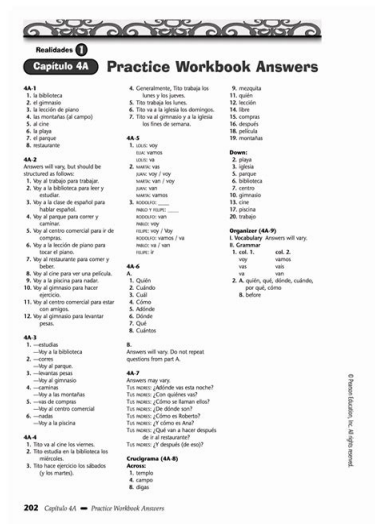 Realidades 1
Capítulo 4A Practice Workbook Answers
4A-1
1. la biblioteca
2. el gimnasio
3. la lección de piano
4. las montañas (al campo)
5. al cine
6. la playa
7. el parque
8. restaurante
4A-2
Answers will vary, but should be
structured as follows:
1. Voy al trabajo para trabajar.
2. Voy a la biblioteca para leer y
estudiar.
3. Voy a la clase de español para
hablar español.
4. Voy al parque para correr y
caminar.
5. Voy al centro comercial para ir de
compras.
6. Voy a la lección de piano para
tocar el piano.
7. Voy al restaurante para comer y
beber.
8. Voy al cine para ver una película.
9. Voy a la piscina para nadar.
10. Voy al gimnasio para hacer
ejercicio.
11. Voy al centro comercial para estar
con amigos.
12. Voy al gimnasio para levantar
pesas.
4A-3
1. —estudias
—Voy a la biblioteca
2. —corres
—Voy al parque.
3. —levantas pesas
—Voy al gimnasio
4. —caminas
—Voy a las montañas
5. —vas de compras
—Voy al centro comercial
6. —nadas
—Voy a la piscina
4A-4
1. Tito va al cine los viernes.
2. Tito estudia en la biblioteca los
miércoles.
3. Tito hace ejercicio los sábados
(y los martes).
4. Generalmente, Tito trabaja los
lunes y los jueves.
5. Tito trabaja los lunes.
6. Tito va a la iglesia los domingos.
7. Tito va al gimnasio y a la iglesia
los fines de semana.
4A-5
1. LOLIS: voy
ELIA: vamos
LOLIS: va
2. MARTA: vas
JUAN: voy / voy
MARTA: van / voy
JUAN: van
MARTA: vamos
3. RODOLFO: ____
PABLO Y FELIPE: ____
RODOLFO: van
PABLO: voy
FELIPE: voy / Voy
RODOLFO: vamos / va
PABLO: va / van
FELIPE: ir
4A-6
A.
1. Quién
2. Cuándo
3. Cuál
4. Cómo
5. Adónde
6. Dónde
7. Qué
8. Cuántos
B.
Answers will vary. Do not repeat
questions from part A.
4A-7
Answers may vary.
TUS PADRES: ¿Adónde vas esta noche?
TUS PADRES: ¿Con quiénes vas?
TUS PADRES: ¿Cómo se llaman ellos?
TUS PADRES: ¿De dónde son?
TUS PADRES: ¿Cómo es Roberto?
TUS PADRES: ¿Y cómo es Ana?
TUS PADRES: ¿Qué van a hacer después
de ir al restaurante?
TUS PADRES: ¿Y después (de eso)?
Crucigrama (4A-8)
Across:
1. templo
4. campo
8. digas
9. mezquita
11. quién
12. lección
14. libre
15. compras
16. después
18. película
19. montañas
Down:
2. playa
3. iglesia
5. parque
6. biblioteca
7. centro
10. gimnasio
13. cine
17. piscina
20. trabajo
Organizer (4A-9)
I. Vocabulary Answers will vary.
II. Grammar
1. col. 1. col. 2.
voy vamos
vas vais
va van
2. A. quién, qué, dónde, cuándo,
por qué, cómo
B. before
© Pearson Education, Inc. All rights reserved.
202 Capítulo 4A — Practice Workbook Answers